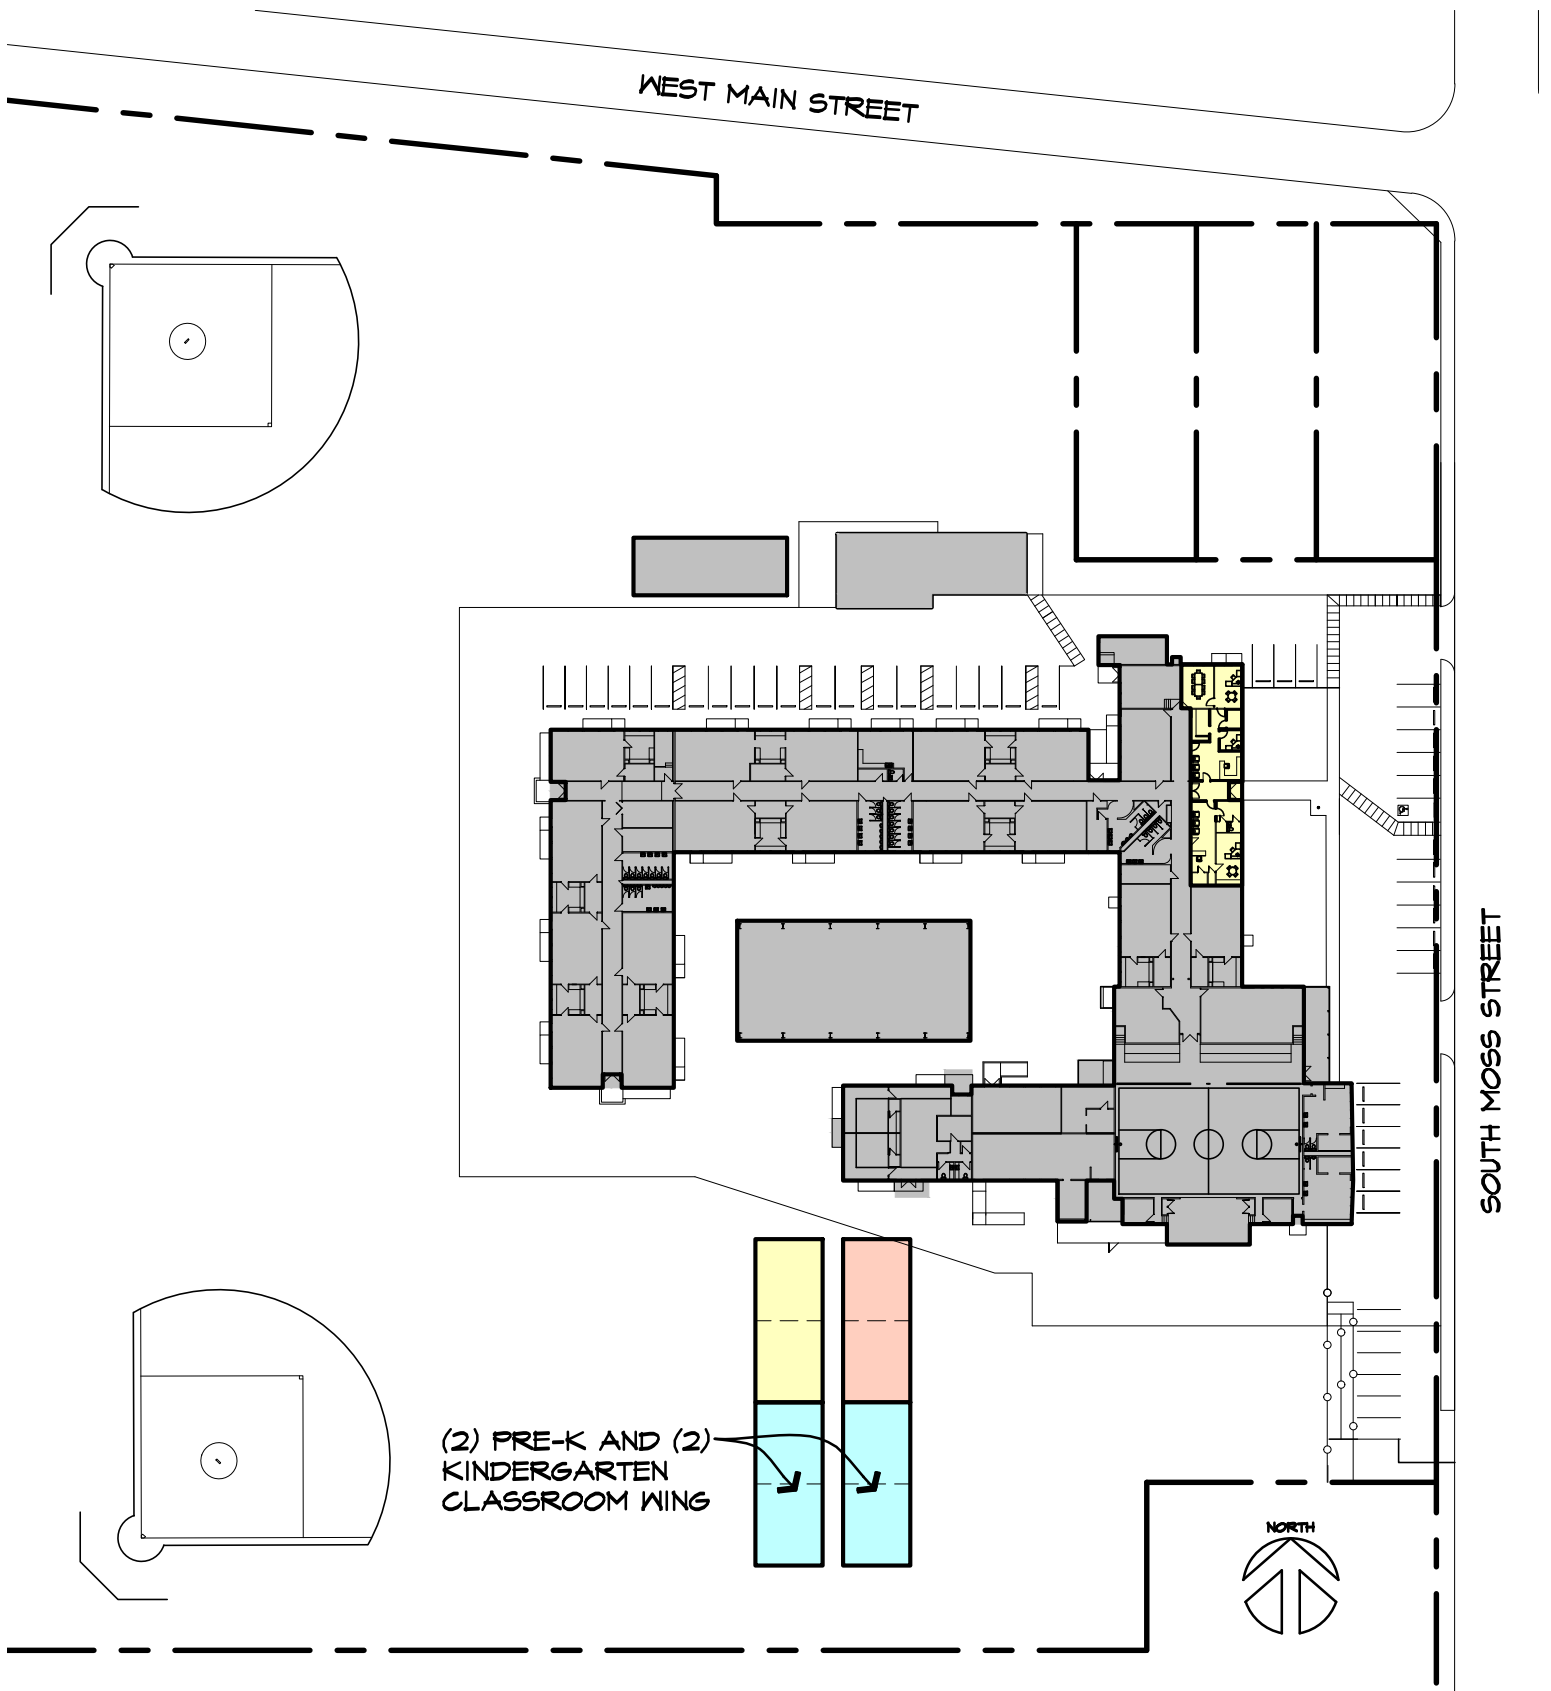 WEST MAIN STREET
SOUTH MOSS STREET
(2) PRE-K AND (2)
KINDERGARTEN
CLASSROOM WING
NORTH